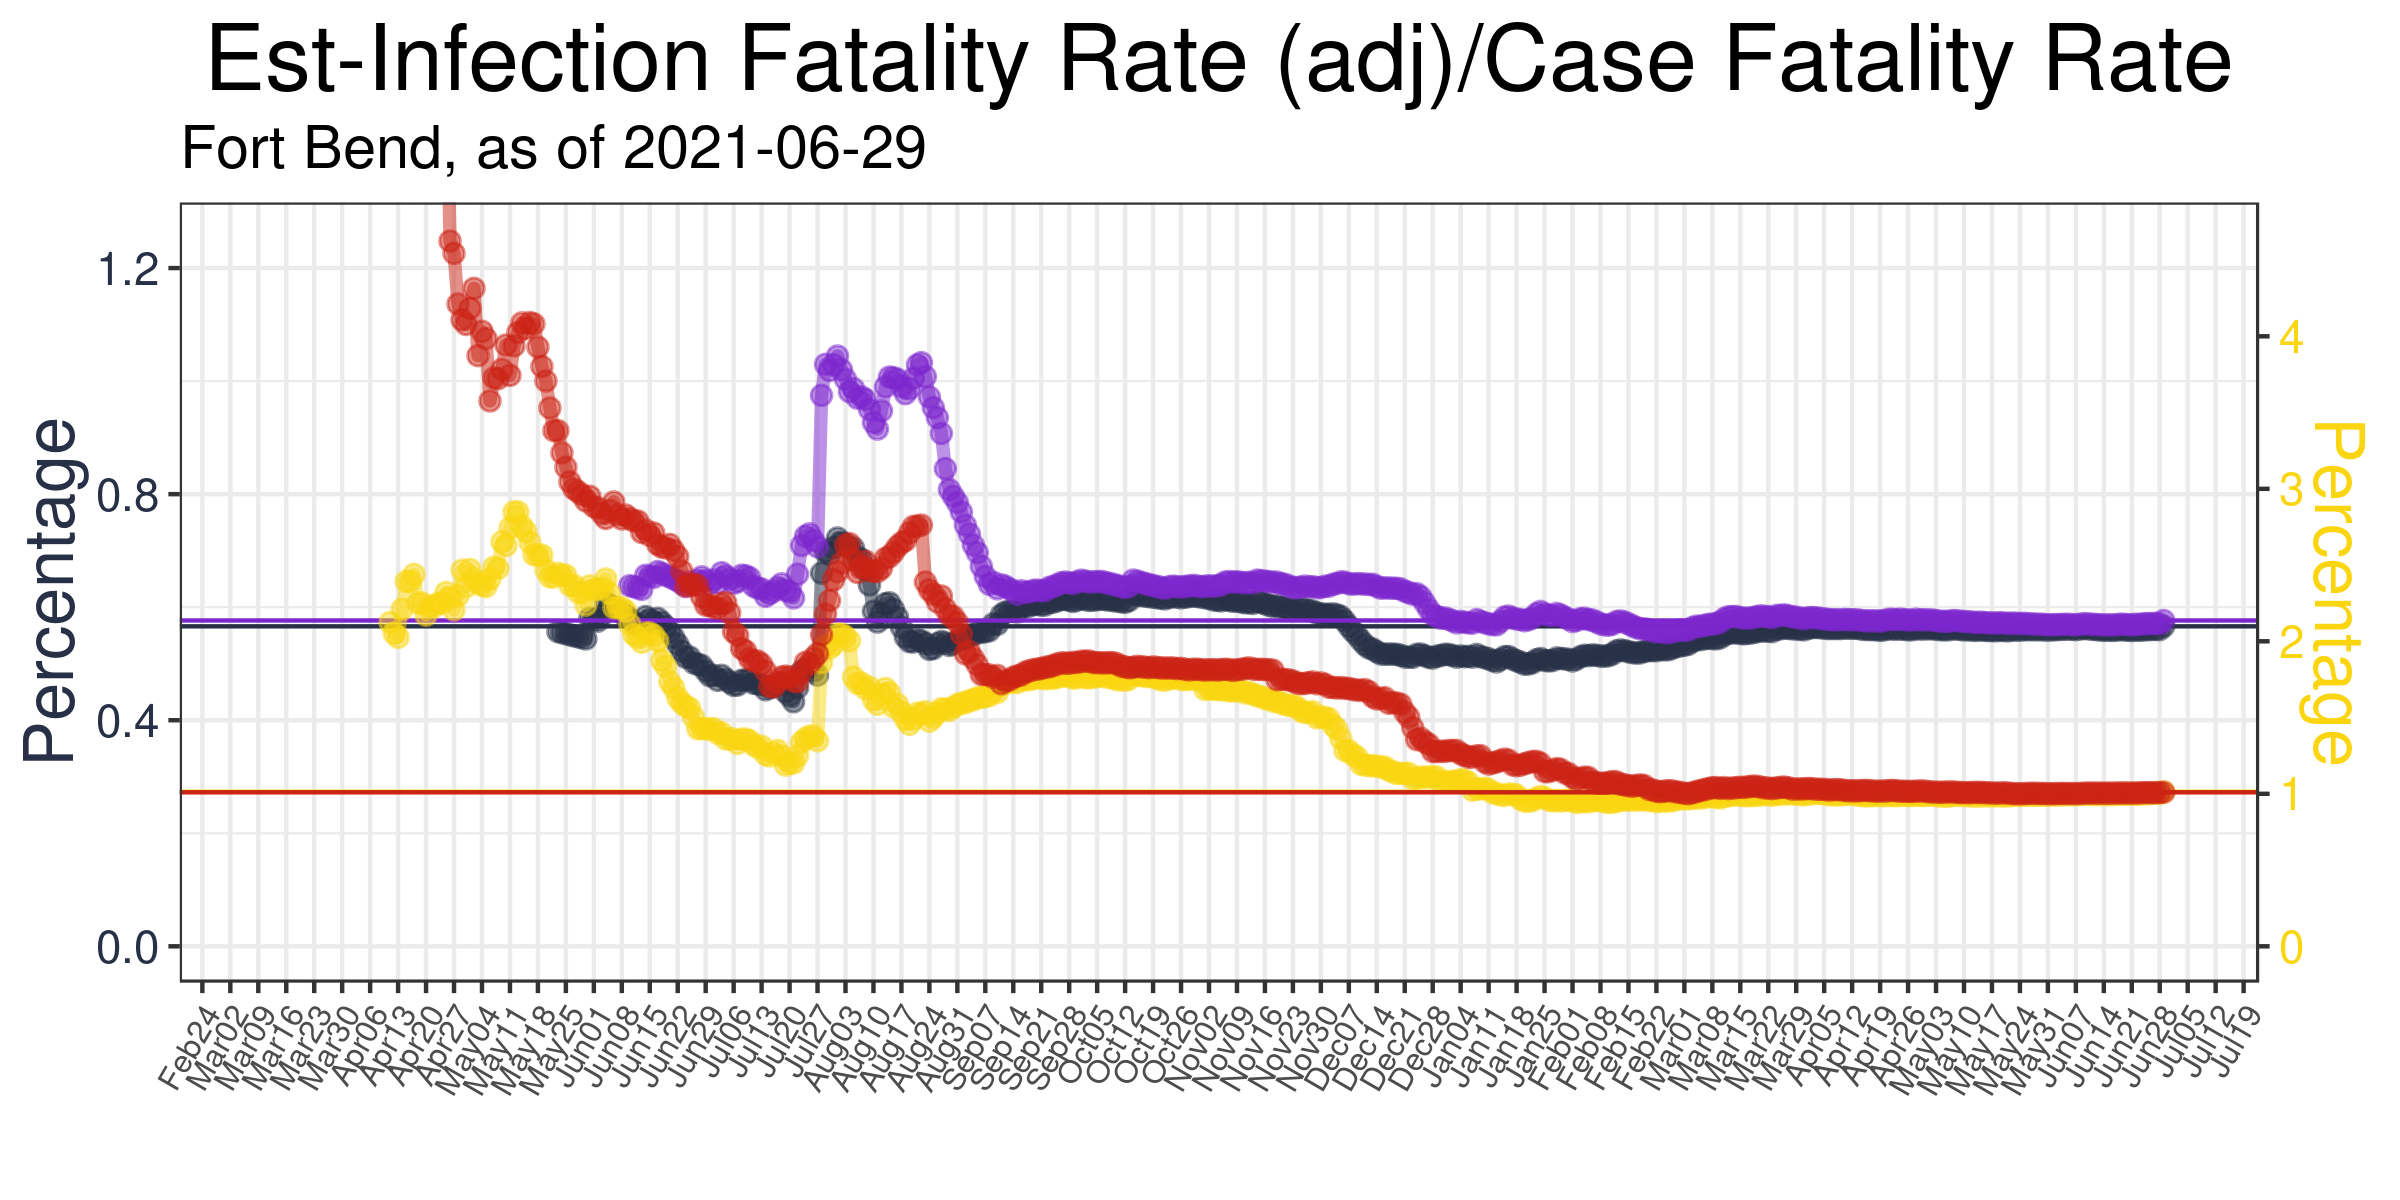 Est-Infection Fatality Rate (adj)/Case Fatality Rate
Fort Bend, as of 2021-06-29
Percentage
1.2
0.8
0.4
0.0
4
3
2
1
0
Percentage
Feb24 Mar02 Mar09 Mar16 Mar23 Mar30 Apr06 Apr13 Apr20 Apr27 May04 May11 May18 May25 Jun01 Jun08 Jun15 Jun22 Jun29 Jul06 Jul13 Jul20 Jul27 Aug03 Aug10 Aug17 Aug24 Aug31 Sep07 Sep14 Sep21 Sep28 Oct05 Oct12 Oct19 Oct26 Nov02 Nov09 Nov16 Nov23 Nov30 Dec07 Dec14 Dec21 Dec28 Jan04 Jan11 Jan18 Jan25 Feb01 Feb08 Feb15 Feb22 Mar01 Mar08 Mar15 Mar22 Mar29 Apr05 Apr12 Apr19 Apr26 May03 May10 May17 May24 May31 Jun07 Jun14 Jun21 Jun28 Jul05 Jul12 Jul19